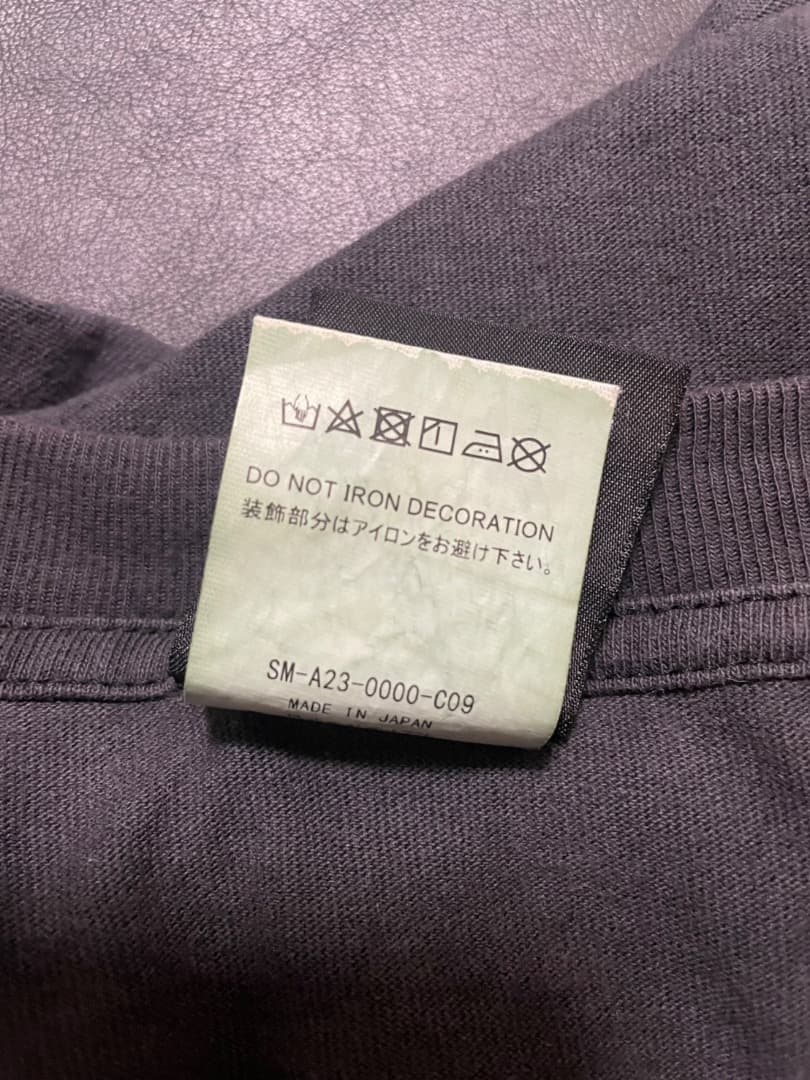 DO NOT IRON DECORATION
装飾部分はアイロンをお避け下さい。
SM-A23-0000-C09
MADE IN JAPAN